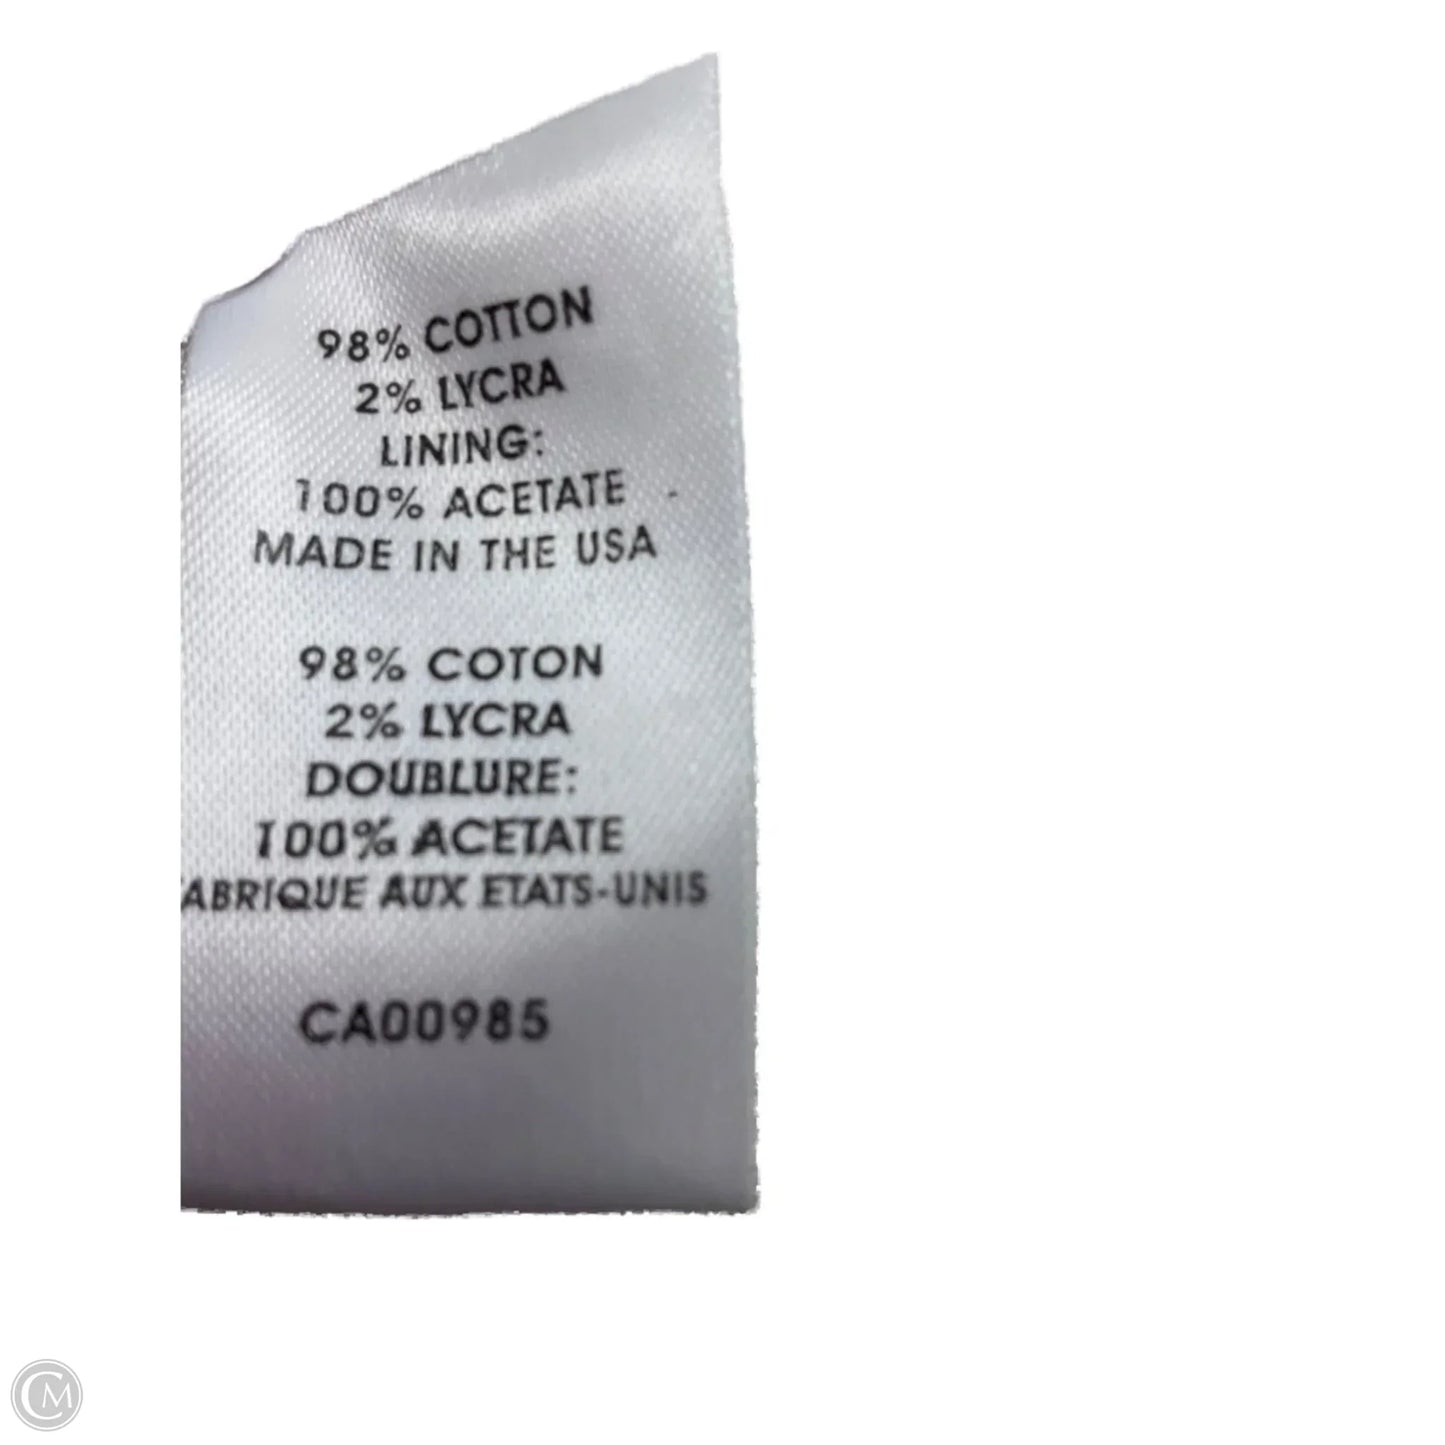 98% COTTON
2% LYCRA
LINING:
100% ACETATE
MADE IN THE USA
98% COTON
2% LYCRA
DOUBLURE:
100% ACETATE
ABRIQUE AUX ETATS-UNIS
CA00985
CM